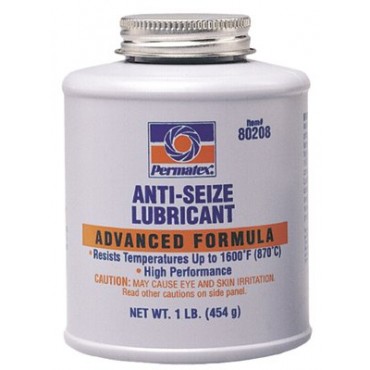 Item#
80208
Permatex®
ANTI-SEIZE
LUBRICANT
ADVANCED FORMULA
• Resists Temperatures Up to 1600°F (870°C)
• High Performance
CAUTION: MAY CAUSE EYE AND SKIN IRRITATION.
Read other cautions on side panel.
NET WT. 1 LB. (454 g)